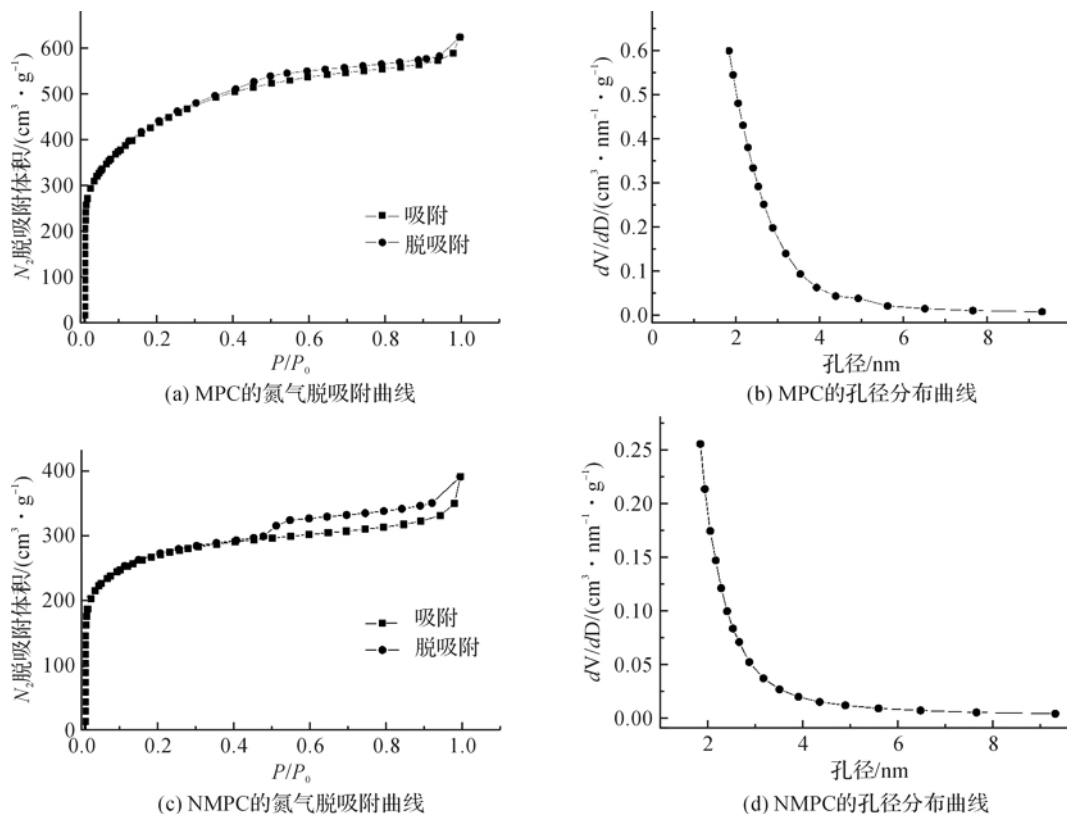 600
500
400
300
200
100
0
N₂脱吸附体积/(cm³·g⁻¹)
吸附
脱吸附
0.0 0.2 0.4 0.6 0.8 1.0
P/P₀
(a) MPC的氮气脱吸附曲线
0.6
0.5
0.4
0.3
0.2
0.1
0.0
dV/dD/(cm³·nm⁻¹·g⁻¹)
0 2 4 6 8
孔径/nm
(b) MPC的孔径分布曲线
400
300
200
100
0
N₂脱吸附体积/(cm³·g⁻¹)
吸附
脱吸附
0.0 0.2 0.4 0.6 0.8 1.0
P/P₀
(c) NMPC的氮气脱吸附曲线
0.25
0.20
0.15
0.10
0.05
0.00
dV/dD/(cm³·nm⁻¹·g⁻¹)
2 4 6 8
孔径/nm
(d) NMPC的孔径分布曲线